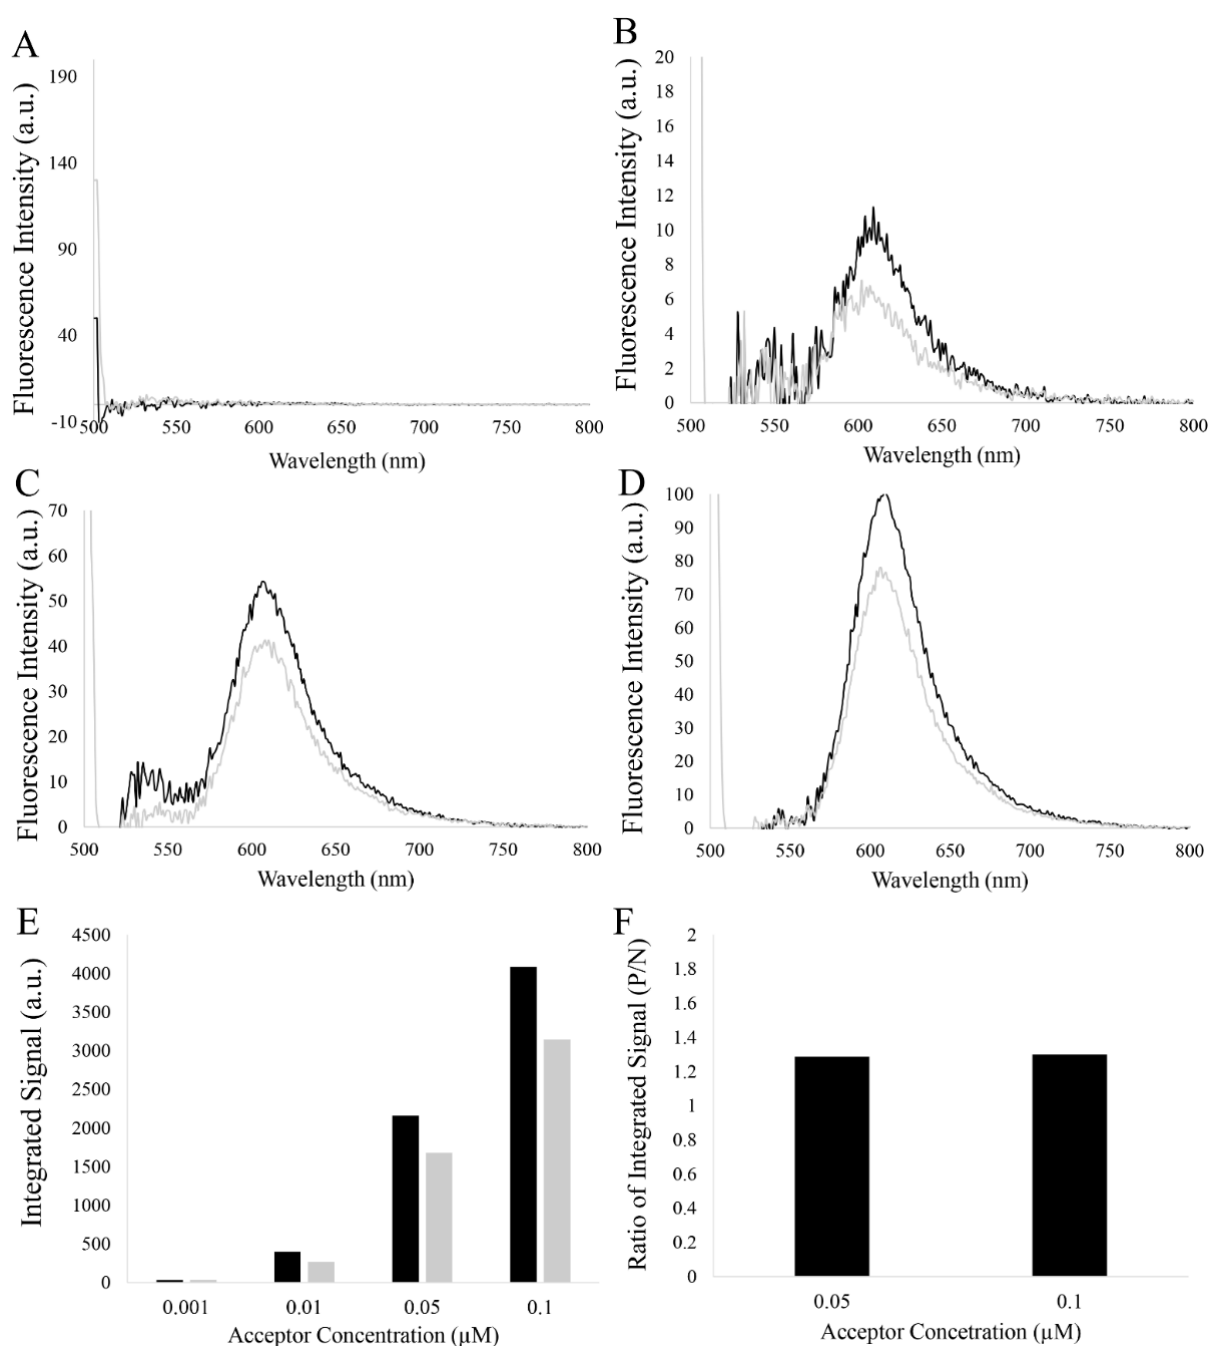 A
Fluorescence Intensity (a.u.)
190
140
90
40
-10
500 550 600 650 700 750 800
Wavelength (nm)
B
Fluorescence Intensity (a.u.)
20
18
16
14
12
10
8
6
4
2
0
500 550 600 650 700 750 800
Wavelength (nm)
C
Fluorescence Intensity (a.u.)
70
60
50
40
30
20
10
0
500 550 600 650 700 750 800
Wavelength (nm)
D
Fluorescence Intensity (a.u.)
100
90
80
70
60
50
40
30
20
10
0
500 550 600 650 700 750 800
Wavelength (nm)
E
Integrated Signal (a.u.)
4500
4000
3500
3000
2500
2000
1500
1000
500
0
0.001 0.01 0.05 0.1
Acceptor Concentration (µM)
F
Ratio of Integrated Signal (P/N)
2
1.8
1.6
1.4
1.2
1
0.8
0.6
0.4
0.2
0
0.05 0.1
Acceptor Concetration (µM)